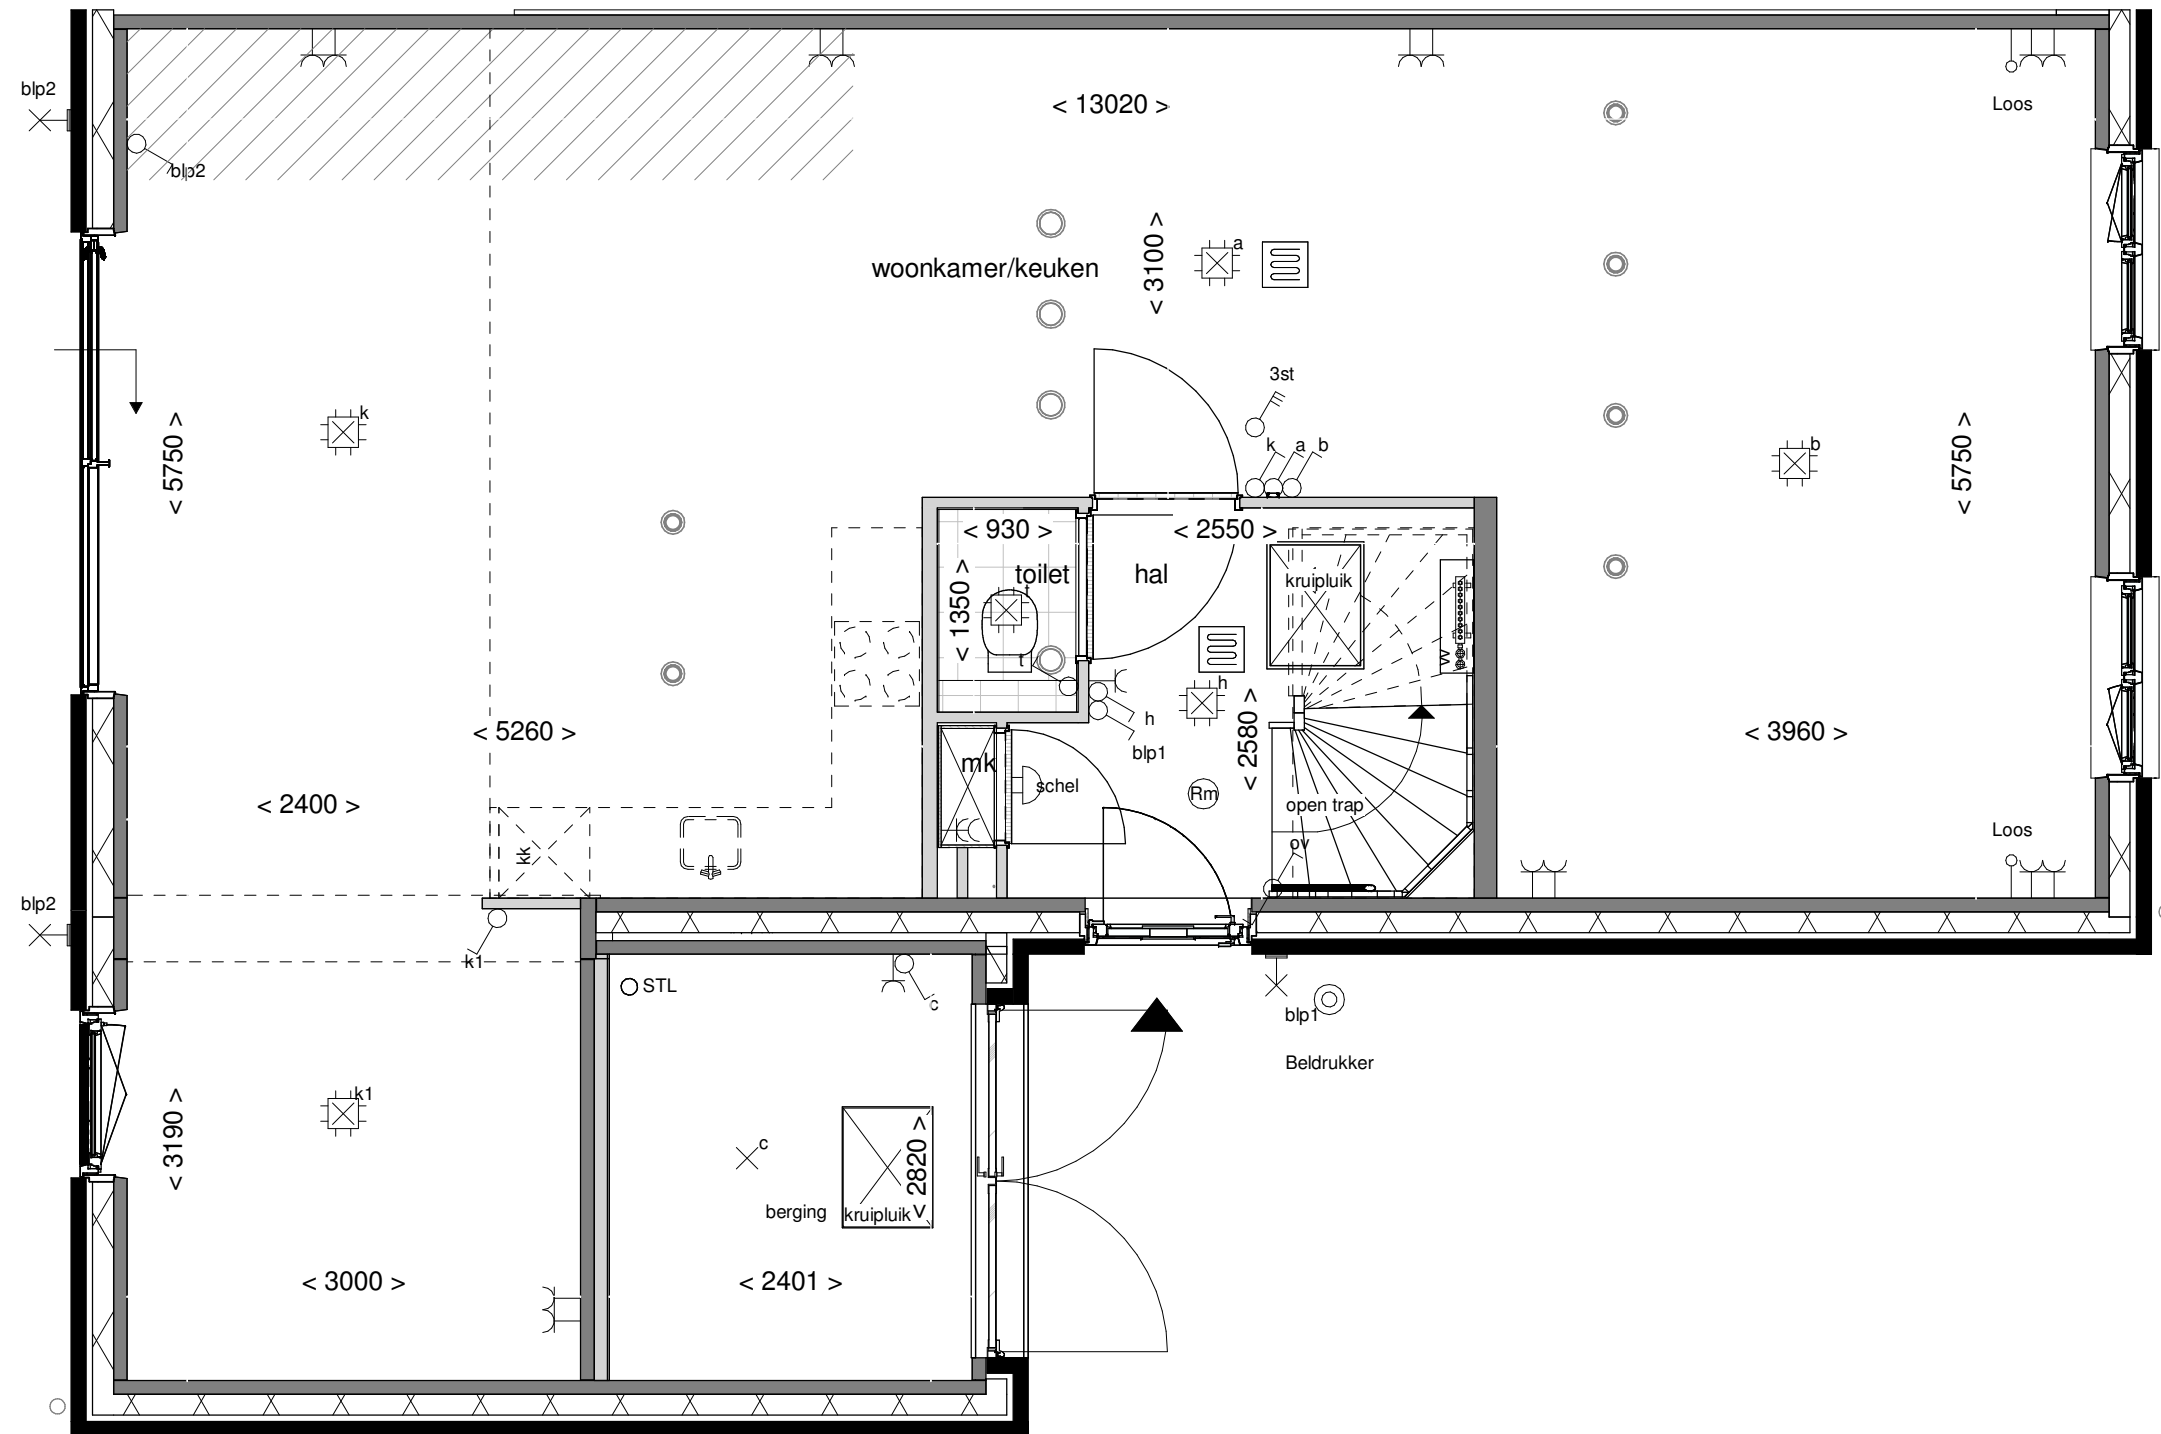 blp2
Loos
< 13020 >
blp2
a
< 3100 >
woonkamer/keuken
3st
k
k a b
b
< 5750 >
< 5750 >
< 930 >
< 2550 >
toilet
hal
kruipluik
t
< 1350 >
t
W
h
h
blp1
< 2580 >
< 5260 >
< 3960 >
mk
schel
Rm
< 2400 >
open trap
Loos
ov
kk
blp2
k1
STL
c
blp1
Beldrukker
k1
< 3190 >
c
< 2820 >
berging
kruipluik
< 3000 >
< 2401 >